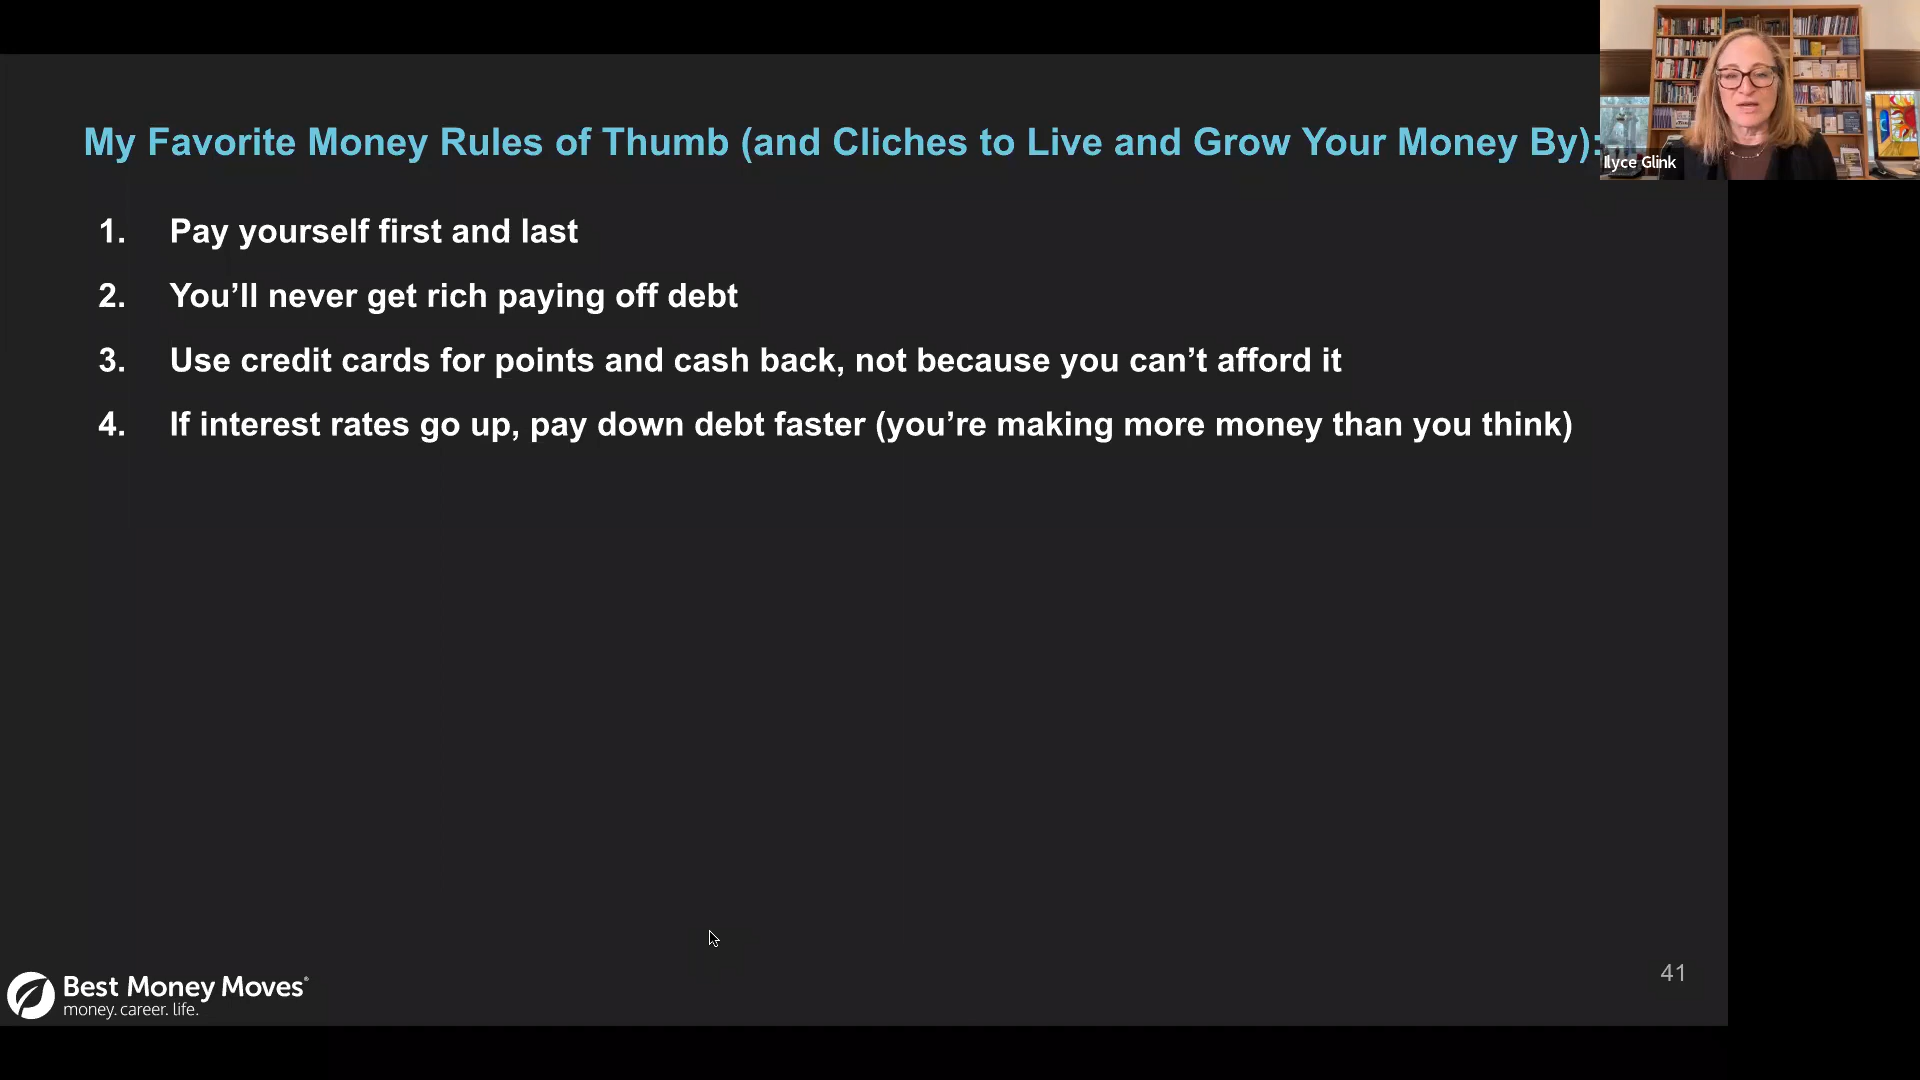 My Favorite Money Rules of Thumb (and Cliches to Live and Grow Your Money By):
Ilyce Glink
1. Pay yourself first and last
2. You’ll never get rich paying off debt
3. Use credit cards for points and cash back, not because you can’t afford it
4. If interest rates go up, pay down debt faster (you’re making more money than you think)
41
Best Money Moves®
money. career. life.